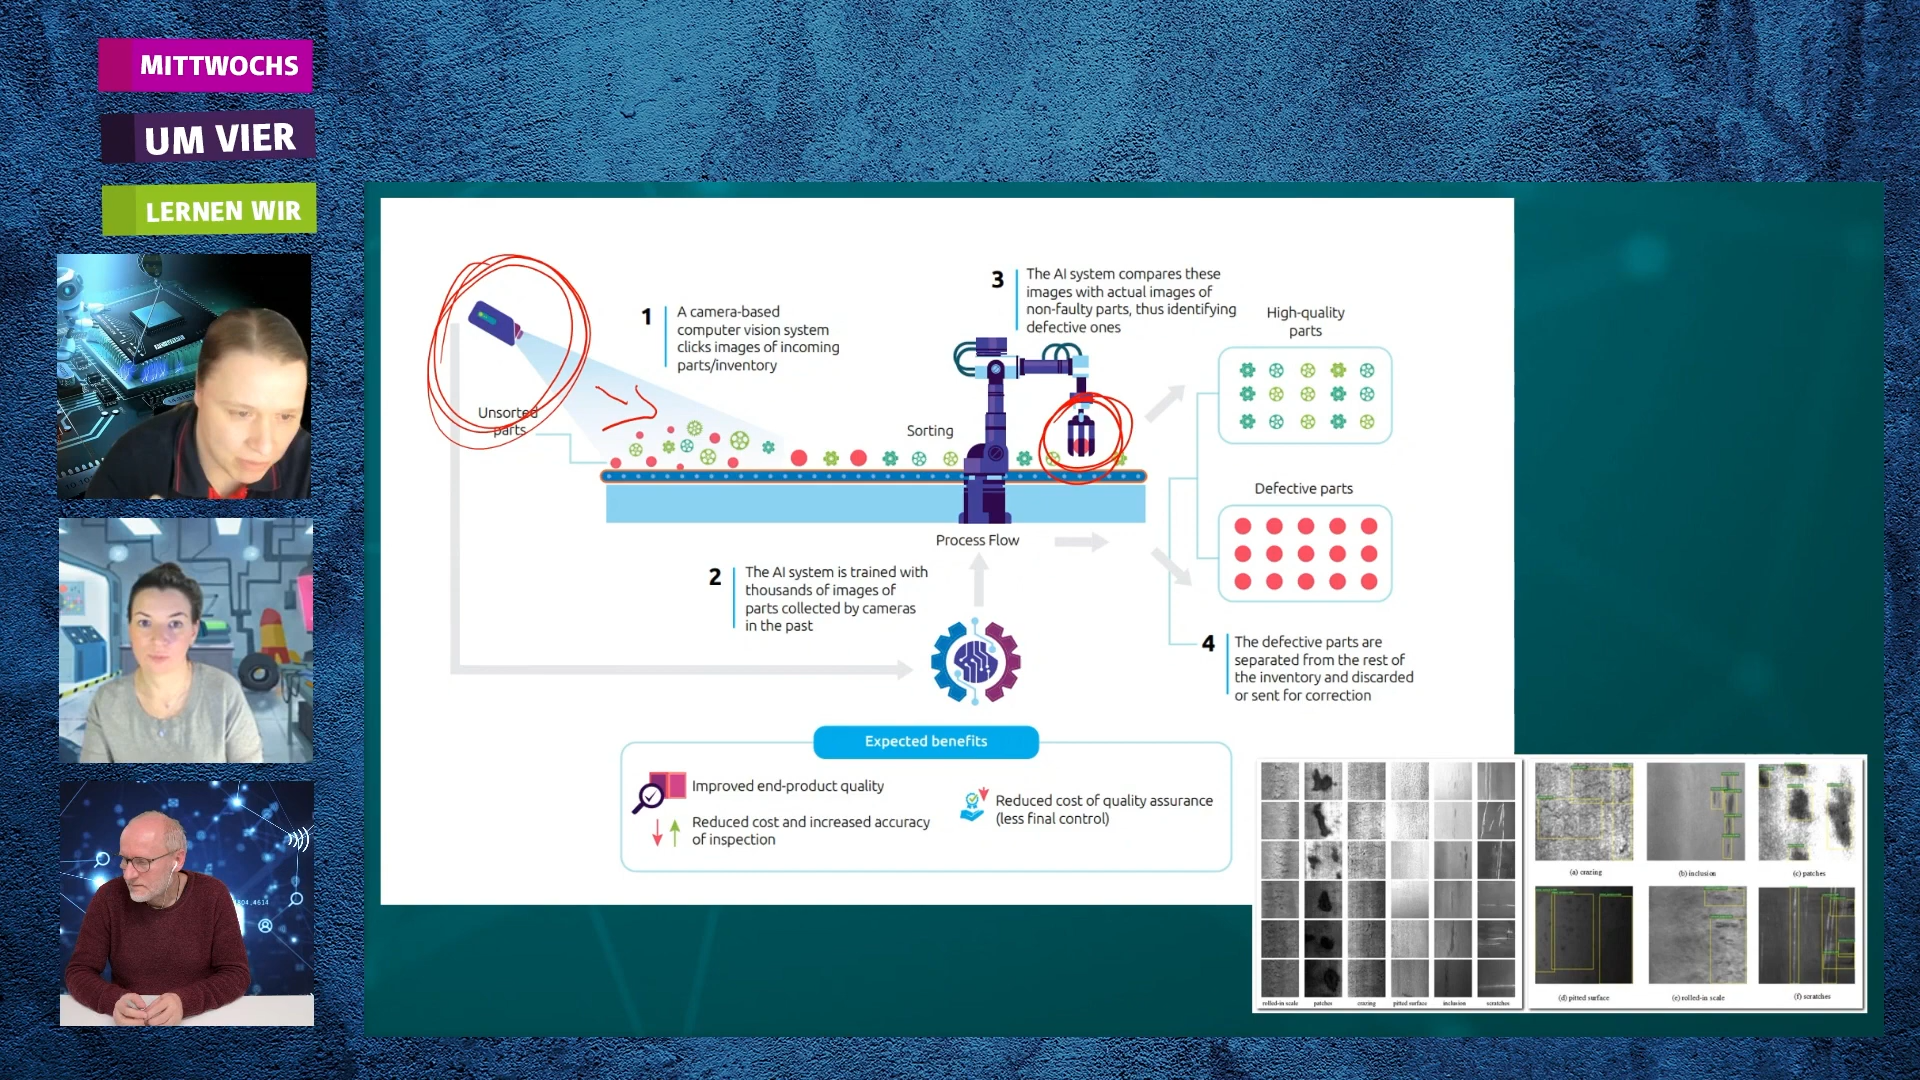 MITTWOCHS
UM VIER
LERNEN WIR
1
A camera-based
computer vision system
clicks images of incoming
parts/inventory
Unsorted
parts
3
The AI system compares these
images with actual images of
non-faulty parts, thus identifying
defective ones
Sorting
High-quality
parts
Defective parts
Process Flow
2
The AI system is trained with
thousands of images of
parts collected by cameras
in the past
4
The defective parts are
separated from the rest of
the inventory and discarded
or sent for correction
Expected benefits
Improved end-product quality
Reduced cost and increased accuracy
of inspection
Reduced cost of quality assurance
(less final control)
rolled-in scale
patches
crazing
pitted surface
inclusion
scratches
(a) crazing
(b) inclusion
(c) patches
(d) pitted surface
(e) rolled-in scale
(f) scratches